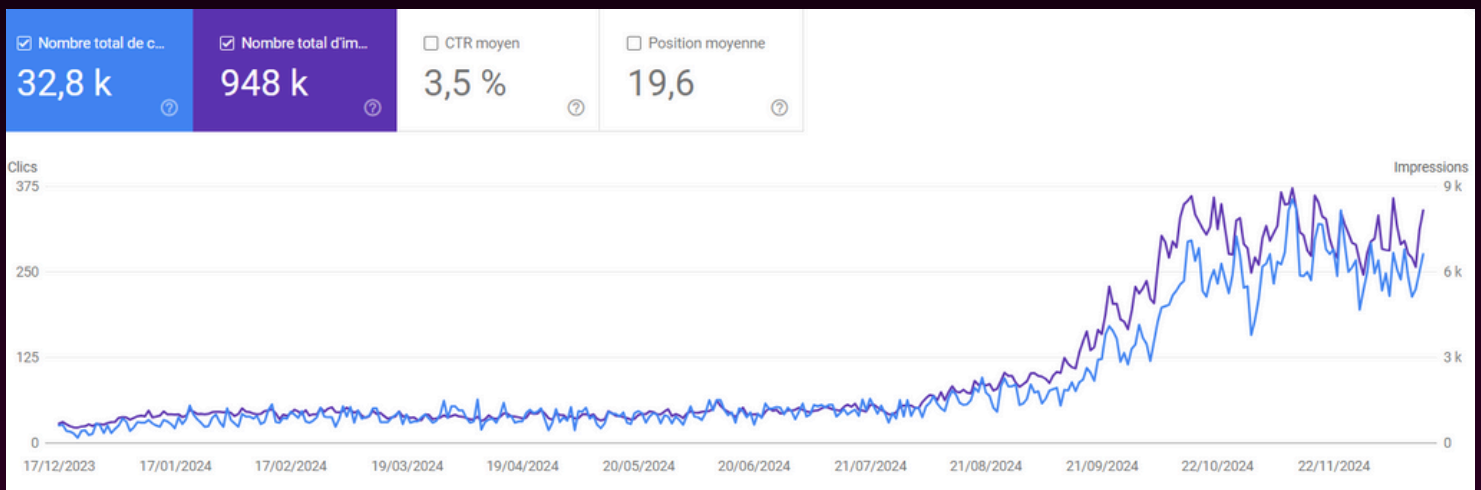 Nombre total de c... Nombre total d'im... CTR moyen Position moyenne
32,8 k 948 k 3,5 % 19,6
Clics Impressions
375 9 k
250 6 k
125 3 k
0 0
17/12/2023 17/01/2024 17/02/2024 19/03/2024 19/04/2024 20/05/2024 20/06/2024 21/07/2024 21/08/2024 21/09/2024 22/10/2024 22/11/2024